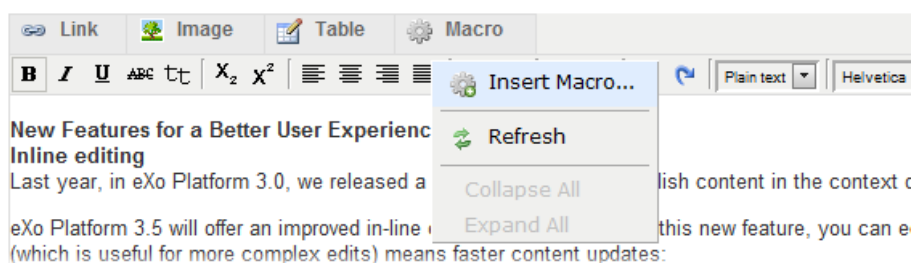 Link Image Table Macro
B I U ABC tt X2 X2 Plain text Helvetica
Insert Macro...
Refresh
Collapse All
Expand All
New Features for a Better User Experienc
Inline editing
Last year, in eXo Platform 3.0, we released a lish content in the context
eXo Platform 3.5 will offer an improved in-line this new feature, you can e
(which is useful for more complex edits) means faster content updates: